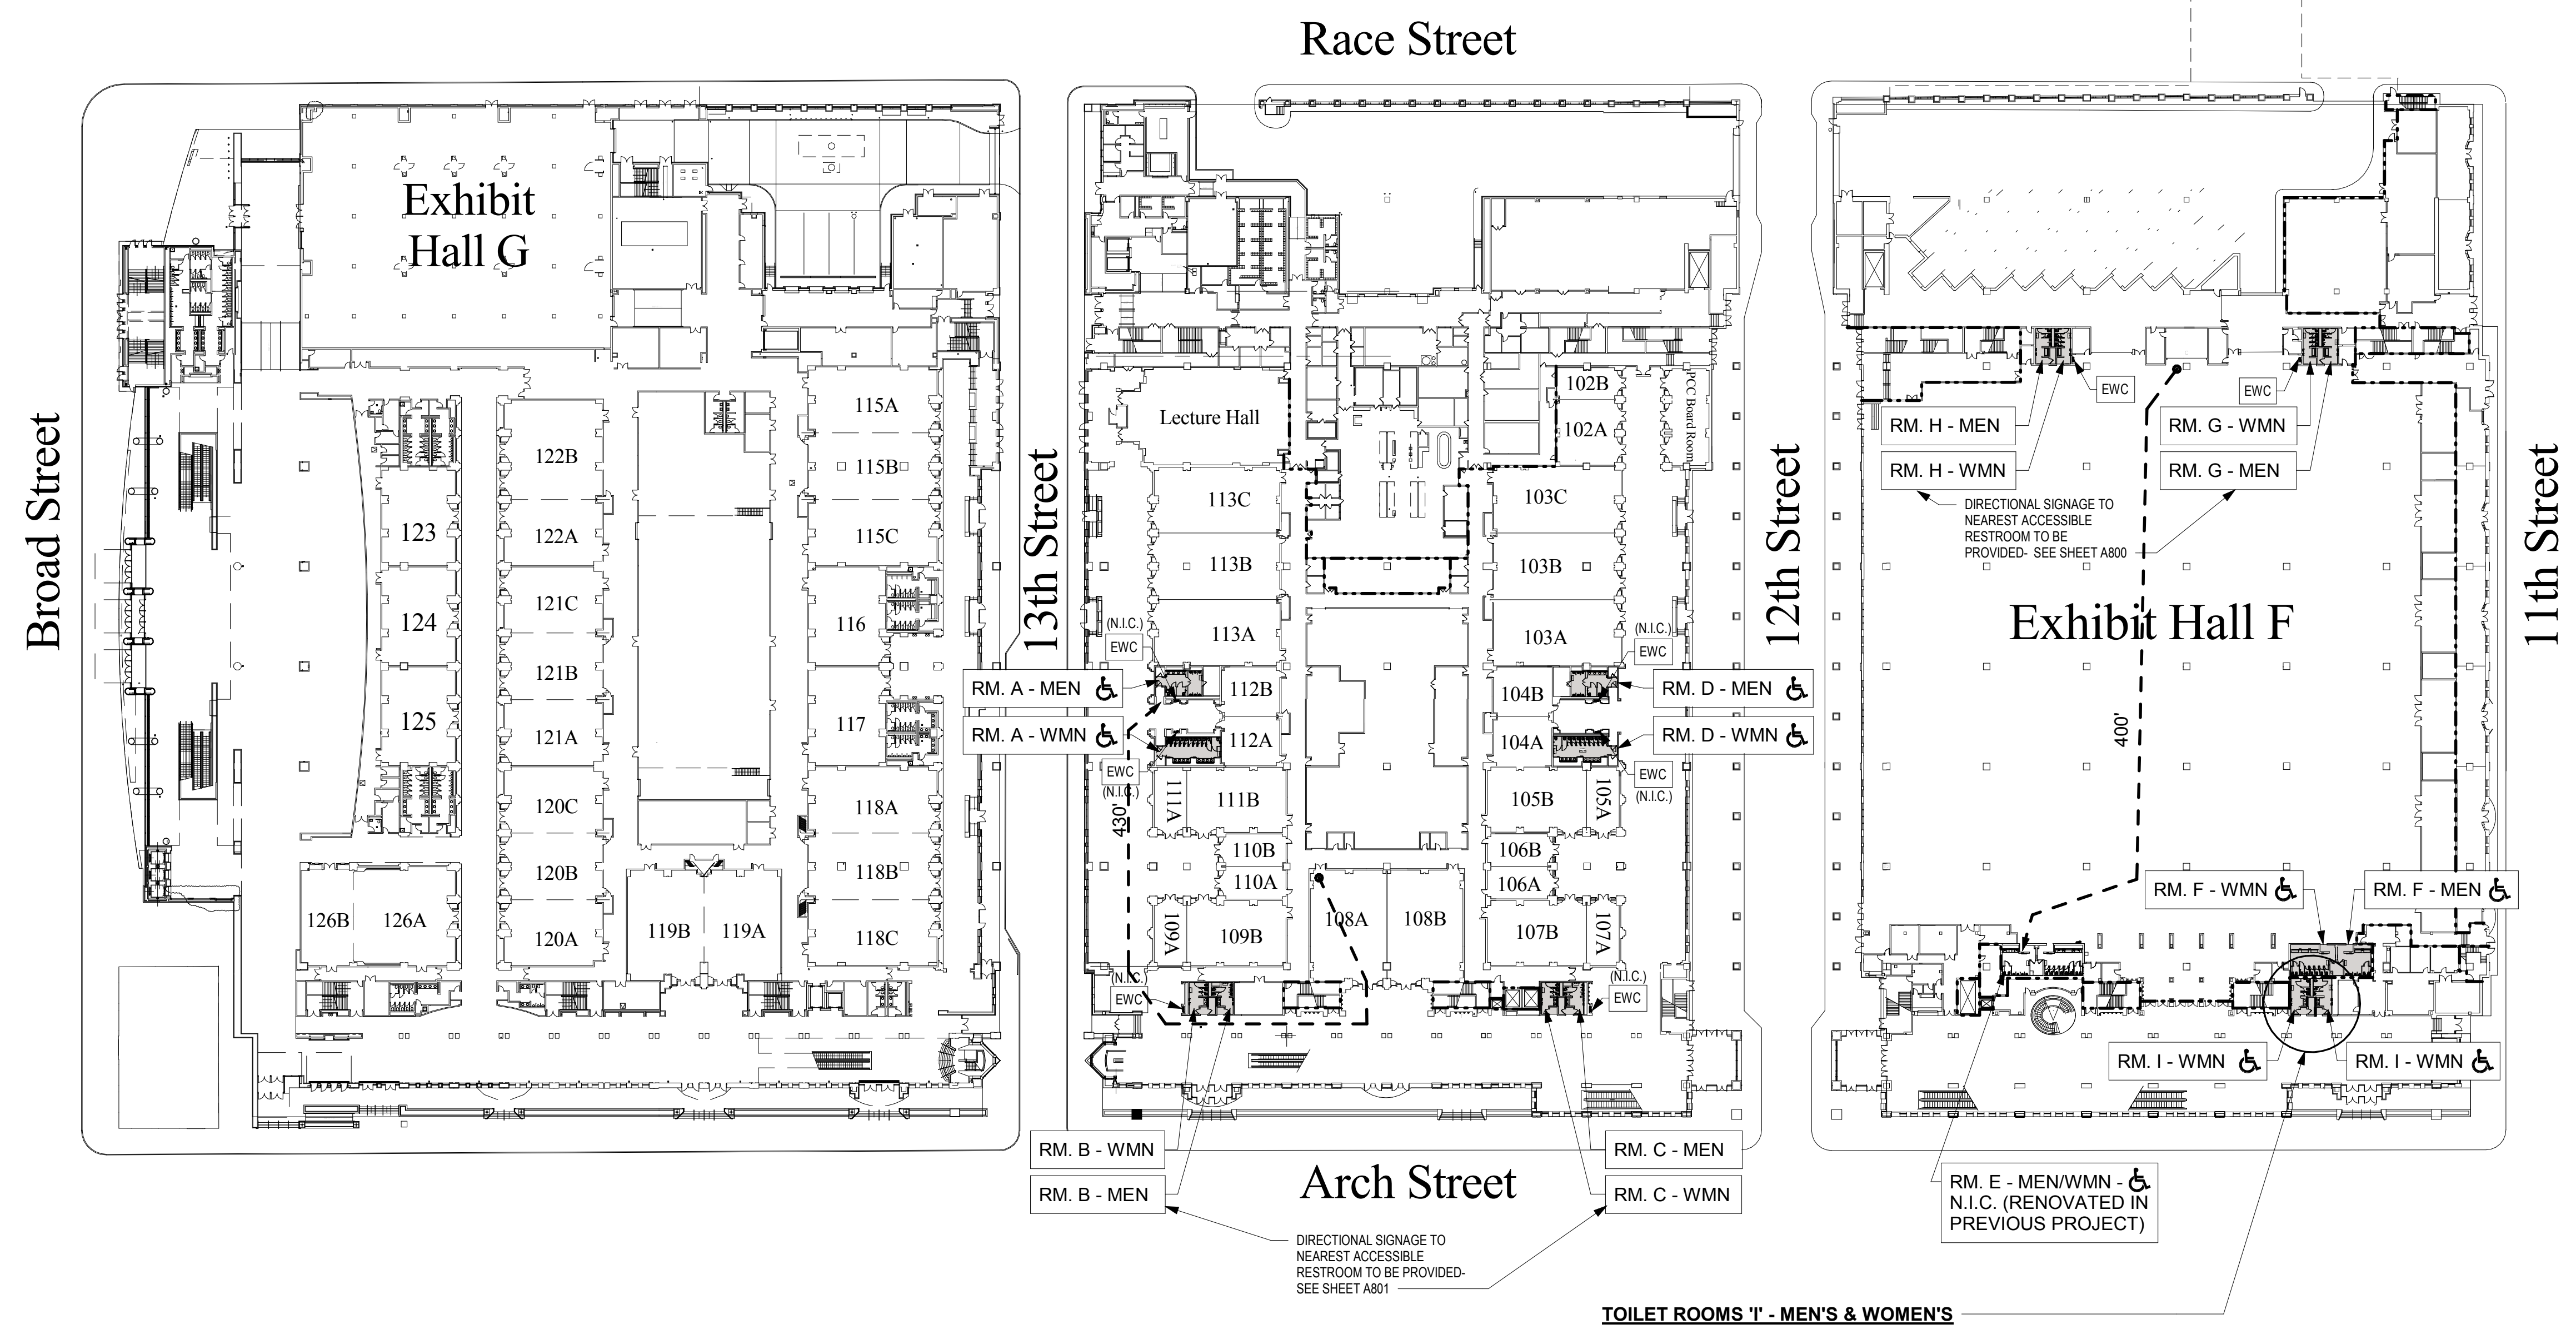 Race Street
Broad Street
Exhibit
Hall G
115A
115B
115C
122B
122A
123
121C
124
116
121B
125
121A
117
120C
118A
120B
118B
126B
126A
120A
119B
119A
118C
13th Street
Lecture Hall
102B
102A
PCC Board Room
113C
103C
113B
103B
113A
103A
(N.I.C.)
EWC
(N.I.C.)
EWC
RM. A - MEN
112B
104B
RM. D - MEN
RM. A - WMN
112A
104A
RM. D - WMN
EWC
(N.I.C.)
EWC
(N.I.C.)
111A
111B
105B
105A
430'
110B
106B
110A
106A
109A
109B
108A
108B
107B
107A
(N.I.C.)
EWC
(N.I.C.)
EWC
RM. B - WMN
RM. B - MEN
RM. C - MEN
RM. C - WMN
Arch Street
DIRECTIONAL SIGNAGE TO
NEAREST ACCESSIBLE
RESTROOM TO BE PROVIDED-
SEE SHEET A801
12th Street
EWC
EWC
RM. H - MEN
RM. G - WMN
RM. H - WMN
RM. G - MEN
DIRECTIONAL SIGNAGE TO
NEAREST ACCESSIBLE
RESTROOM TO BE
PROVIDED- SEE SHEET A800
Exhibit Hall F
400'
RM. F - WMN
RM. F - MEN
RM. I - WMN
RM. I - WMN
RM. E - MEN/WMN -
N.I.C. (RENOVATED IN
PREVIOUS PROJECT)
11th Street
TOILET ROOMS 'I' - MEN'S & WOMEN'S